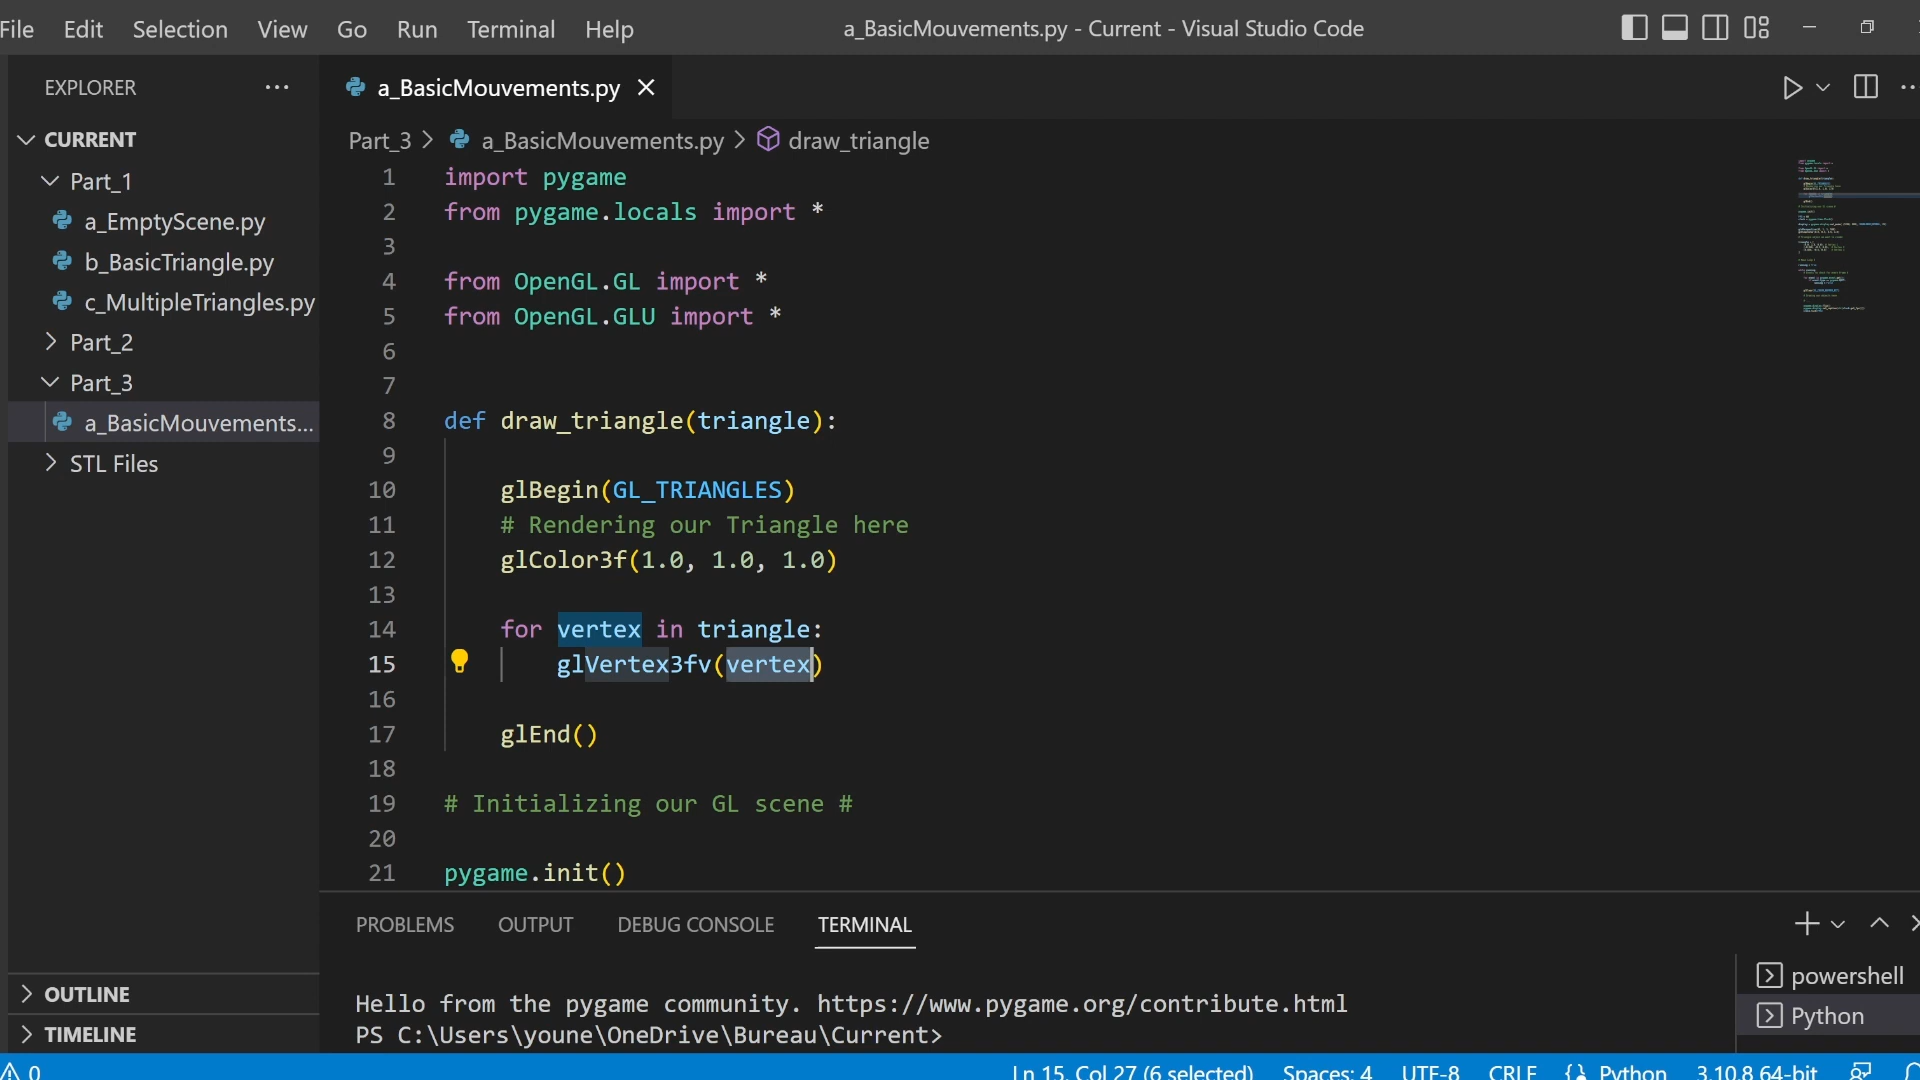 File Edit Selection View Go Run Terminal Help a_BasicMouvements.py - Current - Visual Studio Code
EXPLORER
CURRENT
Part_1
a_EmptyScene.py
b_BasicTriangle.py
c_MultipleTriangles.py
Part_2
Part_3
a_BasicMouvements...
STL Files
OUTLINE
TIMELINE
a_BasicMouvements.py
Part_3 > a_BasicMouvements.py > draw_triangle
1 import pygame
2 from pygame.locals import *
3
4 from OpenGL.GL import *
5 from OpenGL.GLU import *
6
7
8 def draw_triangle(triangle):
9
10 glBegin(GL_TRIANGLES)
11 # Rendering our Triangle here
12 glColor3f(1.0, 1.0, 1.0)
13
14 for vertex in triangle:
15 glVertex3fv(vertex)
16
17 glEnd()
18
19 # Initializing our GL scene #
20
21 pygame.init()
PROBLEMS OUTPUT DEBUG CONSOLE TERMINAL
Hello from the pygame community. https://www.pygame.org/contribute.html
PS C:\Users\youne\OneDrive\Bureau\Current>
powershell
Python
0 Ln 15, Col 27 (6 selected) Spaces: 4 UTF-8 CRLF Python 3.10.8 64-bit